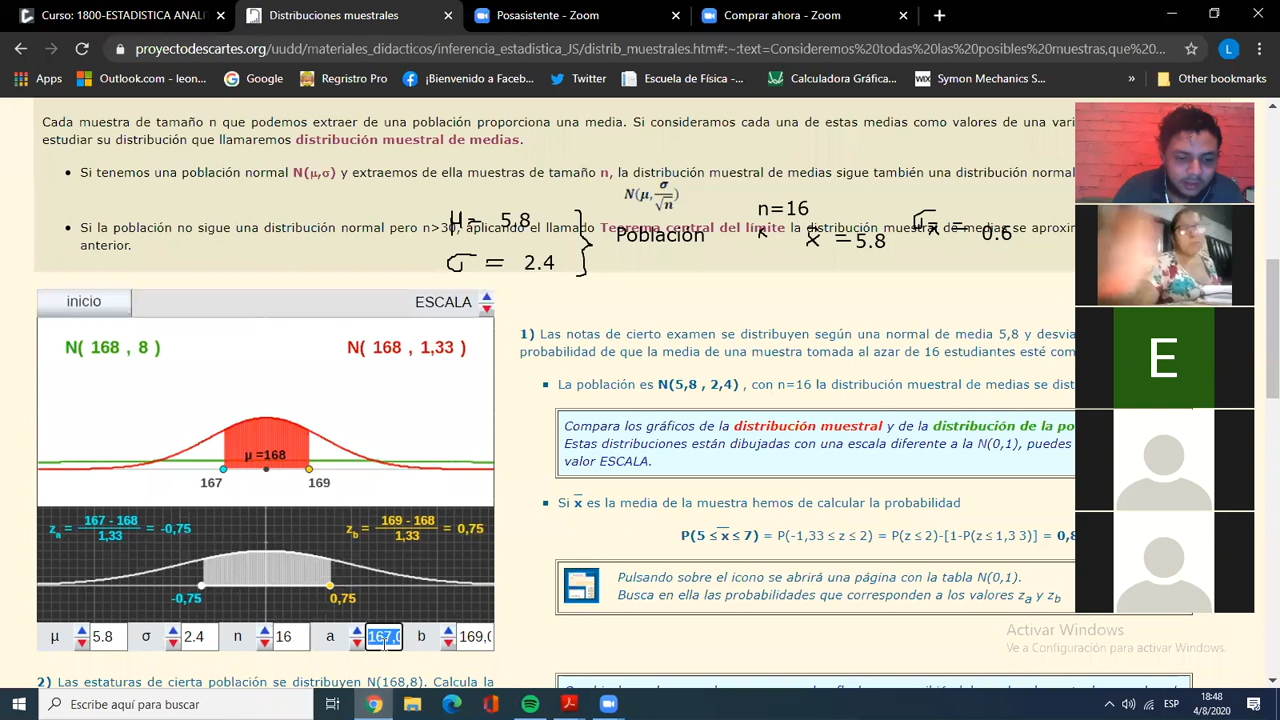 Curso: 1800-ESTADISTICA ANALI
Distribuciones muestrales
Posasistente - Zoom
Comprar ahora - Zoom
proyectodescartes.org/uudd/materiales_didacticos/inferencia_estadistica_JS/distrib_muestrales.htm#:~:text=Consideremos%20todas%20las%20posibles%20muestras,que%20...
L
Apps
Outlook.com - leon...
Google
Registro Pro
¡Bienvenido a Faceb...
Twitter
Escuela de Física -...
Calculadora Gráfica...
WIX
Symon Mechanics S...
»
Other bookmarks
Cada muestra de tamaño n que podemos extraer de una población proporciona una media. Si consideramos cada una de estas medias como valores de una vari
estudiar su distribución que llamaremos distribución muestral de medias.
Si tenemos una población normal N(μ,σ) y extraemos de ella muestras de tamaño n, la distribución muestral de medias sigue también una distribución normal
N(μ, σ/√n)
Si la población no sigue una distribución normal pero n>30, aplicando el llamado Teorema central del límite la distribución muestral de medias se aproxim
anterior.
μ = 5.8
σ = 2.4
Población
n=16
x̄ =5.8
σx̄ = 0.6
inicio
ESCALA
N( 168 , 8 )
N( 168 , 1,33 )
μ =168
167
169
za = 167 - 168 / 1,33 = -0,75
zb = 169 - 168 / 1,33 = 0,75
-0,75
0,75
μ 5.8 σ 2.4 n 16 a 167,0 b 169,0
1) Las notas de cierto examen se distribuyen según una normal de media 5,8 y desvia
probabilidad de que la media de una muestra tomada al azar de 16 estudiantes esté com
La población es N(5,8 , 2,4) , con n=16 la distribución muestral de medias se dist
Compara los gráficos de la distribución muestral y de la distribución de la po
Estas distribuciones están dibujadas con una escala diferente a la N(0,1), puedes
valor ESCALA.
Si x̄ es la media de la muestra hemos de calcular la probabilidad
P(5 ≤ x̄ ≤ 7) = P(-1,33 ≤ z ≤ 2) = P(z ≤ 2)-[1-P(z ≤ 1,3 3)] = 0,8
Pulsando sobre el icono se abrirá una página con la tabla N(0,1).
Busca en ella las probabilidades que corresponden a los valores za y zb
2) Las estaturas de cierta población se distribuyen N(168,8). Calcula la
E
Activar Windows
Ve a Configuración para activar Windows.
Escribe aquí para buscar
ESP
18:48
4/8/2020